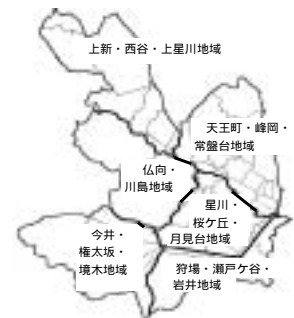 上新・西谷・上星川地域
天王町・峰岡・
常盤台地域
仏向・
川島地域
星川・
桜ケ丘・
月見台地域
今井・
権太坂・
境木地域
狩場・瀬戸ケ谷・
岩井地域